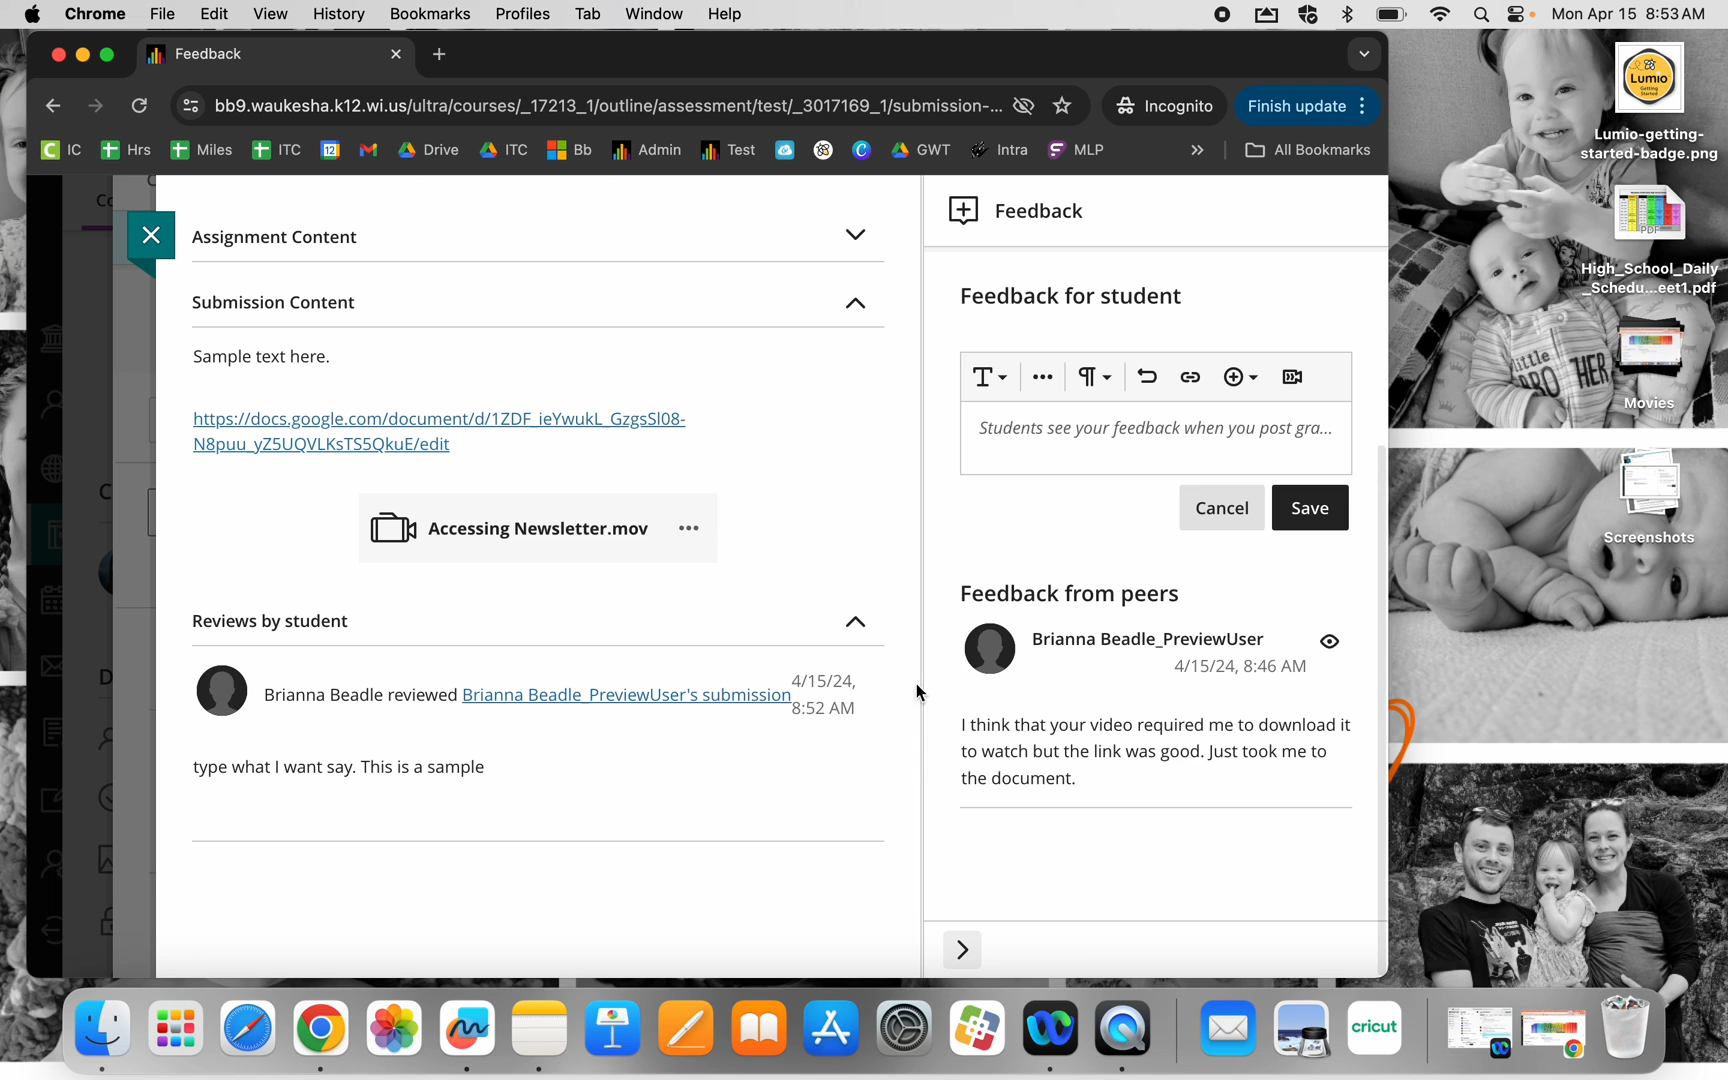 Chrome File Edit View History Bookmarks Profiles Tab Window Help Mon Apr 15 8:53 AM
Feedback
bb9.waukesha.k12.wi.us/ultra/courses/_17213_1/outline/assessment/test/_3017169_1/submission-... Incognito Finish update
IC Hrs Miles ITC 12 Drive ITC Bb Admin Test GWT Intra MLP » All Bookmarks
Assignment Content
Submission Content
Sample text here.
https://docs.google.com/document/d/1ZDF_ieYwukL_GzgsSl08-
N8puu_yZ5UQVLKsTS5QkuE/edit
Accessing Newsletter.mov
Reviews by student
Brianna Beadle reviewed Brianna Beadle_PreviewUser's submission
4/15/24,
8:52 AM
type what I want say. This is a sample
Feedback
Feedback for student
Students see your feedback when you post gra...
Cancel Save
Feedback from peers
Brianna Beadle_PreviewUser
4/15/24, 8:46 AM
I think that your video required me to download it
to watch but the link was good. Just took me to
the document.
Lumio
Lumio-getting-
started-badge.png
PDF
High_School_Daily
_Schedu...eet1.pdf
Movies
Screenshots
little
BRO
HER
cricut